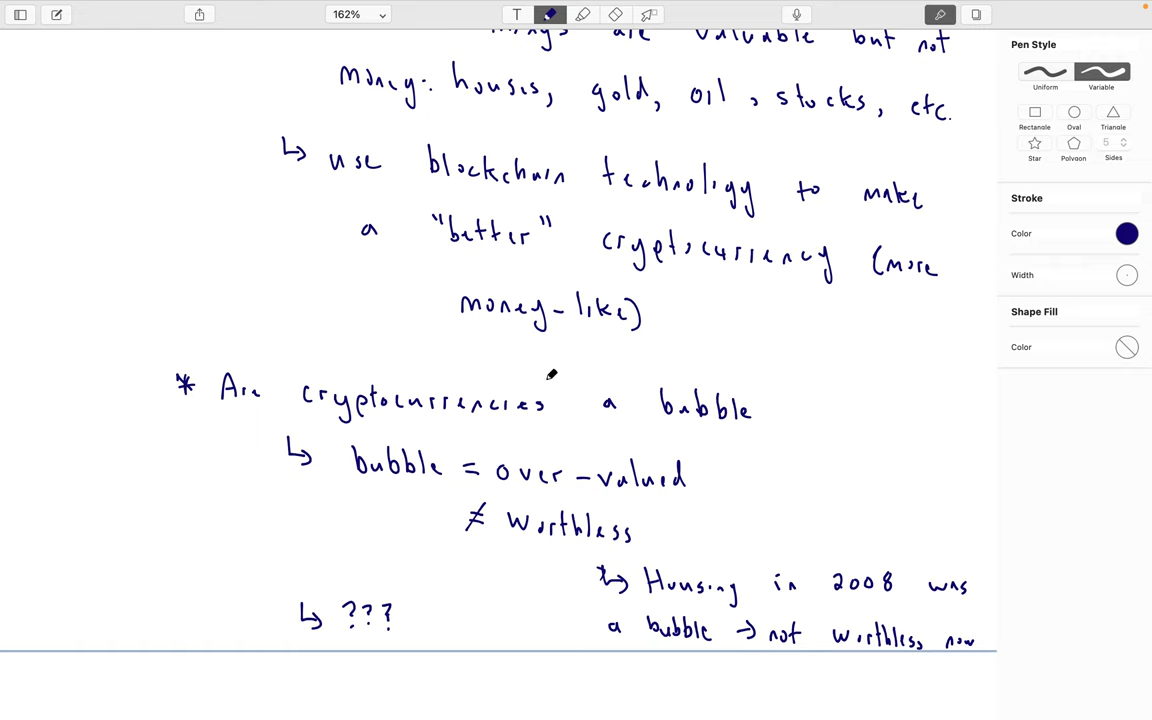 162%
T
things are valuable but not
money: houses, gold, oil, stocks, etc.
↳ use blockchain technology to make
a "better" cryptocurrency (more
money-like)
* Are cryptocurrencies a bubble
↳ bubble = over-valued
≠ worthless
↳ Housing in 2008 was
↳ ???
a bubble → not worthless now
Pen Style
Uniform Variable
Rectangle Oval Triangle
5
Star Polygon Sides
Stroke
Color
Width
Shape Fill
Color